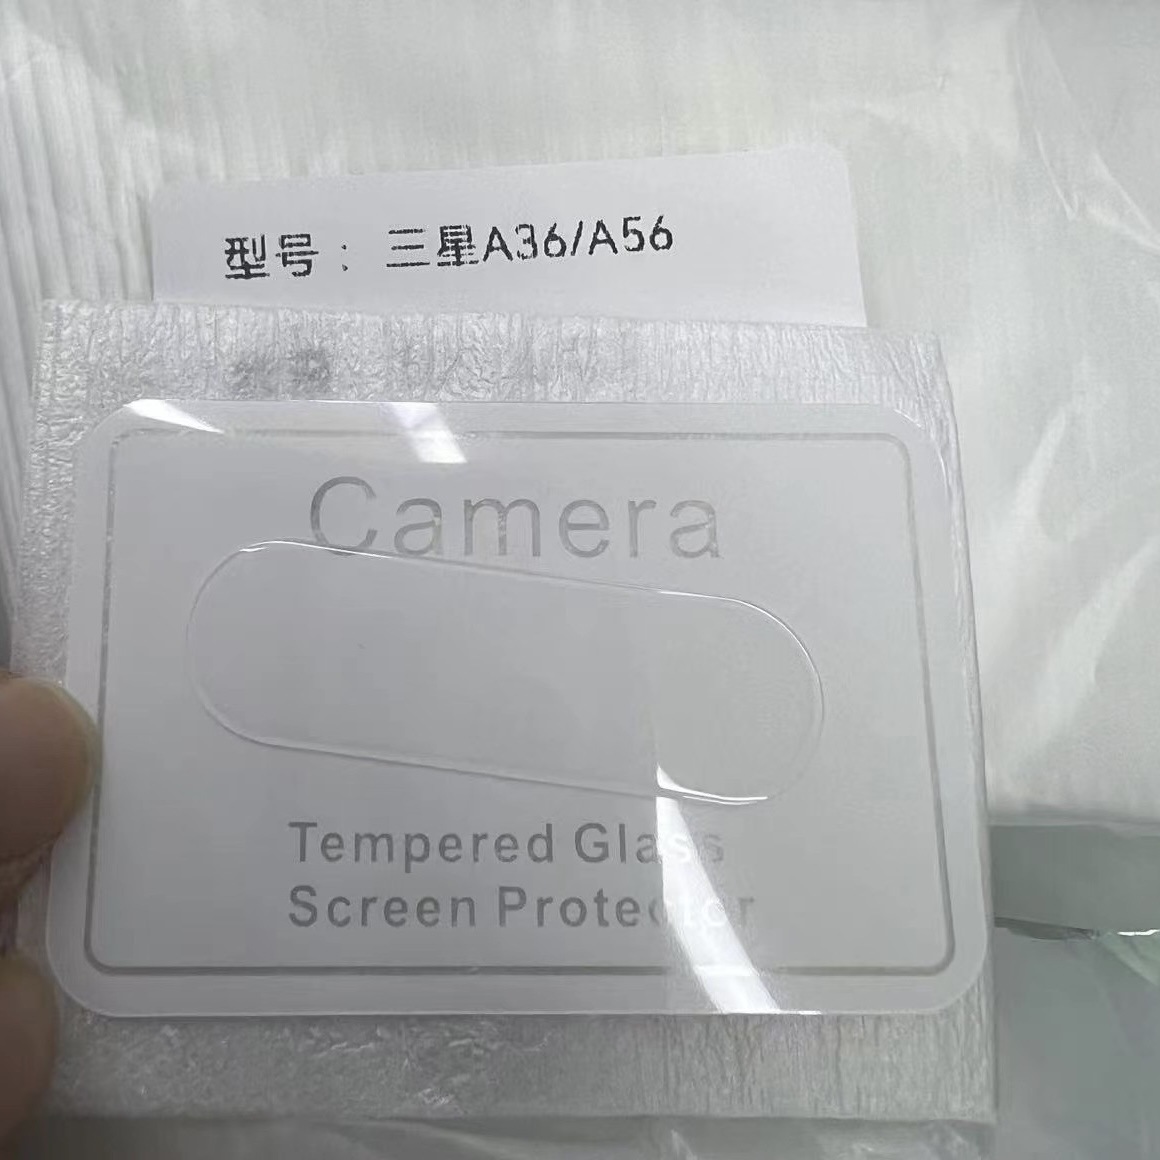 型号：三星A36/A56
Camera
Tempered Glass
Screen Protector